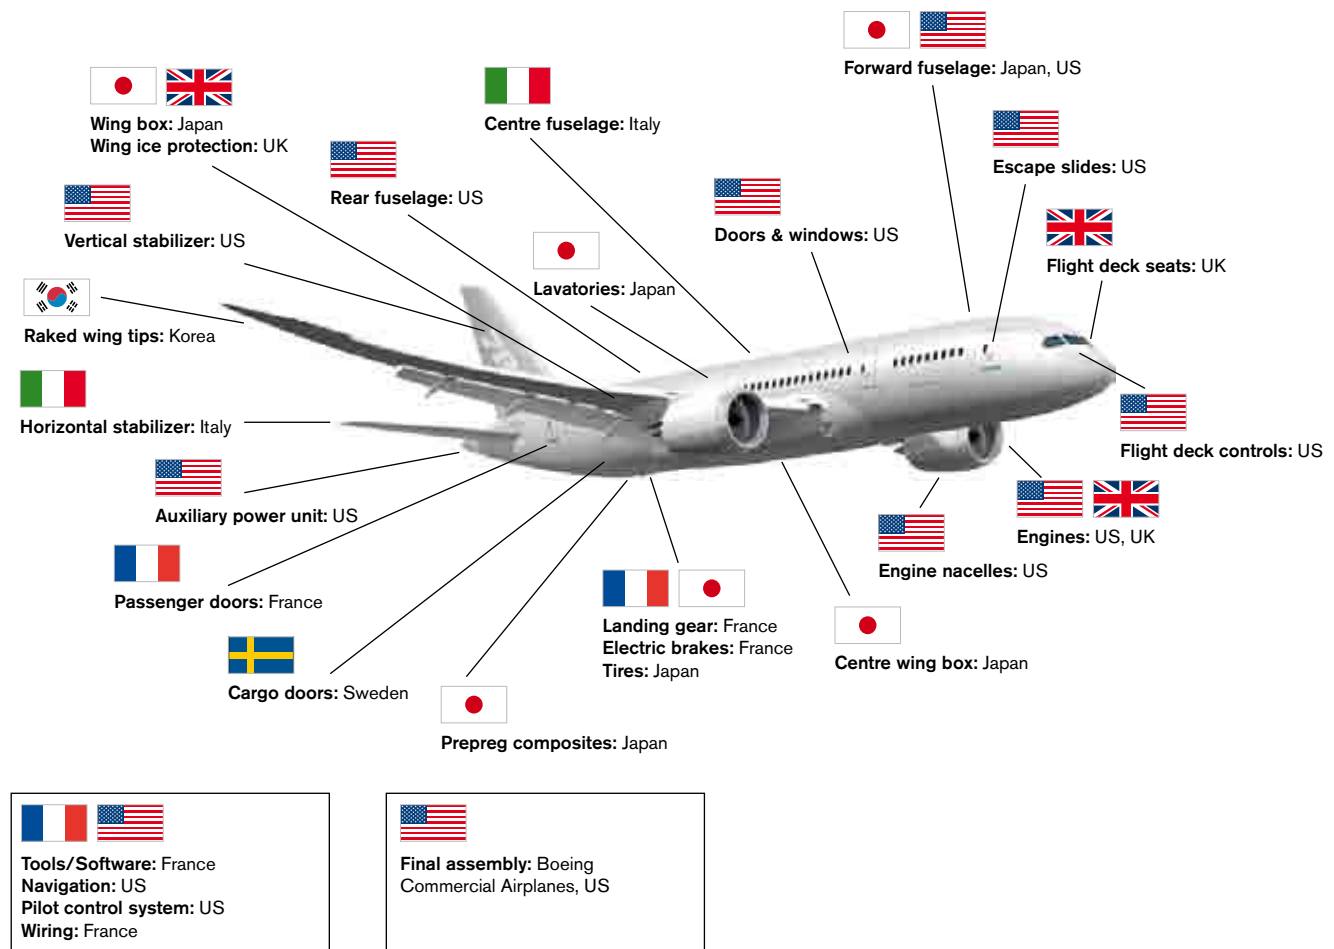 Forward fuselage: Japan, US
Wing box: Japan
Wing ice protection: UK
Centre fuselage: Italy
Escape slides: US
Rear fuselage: US
Vertical stabilizer: US
Doors & windows: US
Flight deck seats: UK
Lavatories: Japan
Raked wing tips: Korea
Horizontal stabilizer: Italy
Flight deck controls: US
Auxiliary power unit: US
Engines: US, UK
Engine nacelles: US
Passenger doors: France
Landing gear: France
Electric brakes: France
Tires: Japan
Centre wing box: Japan
Cargo doors: Sweden
Prepreg composites: Japan
Tools/Software: France
Navigation: US
Pilot control system: US
Wiring: France
Final assembly: Boeing
Commercial Airplanes, US